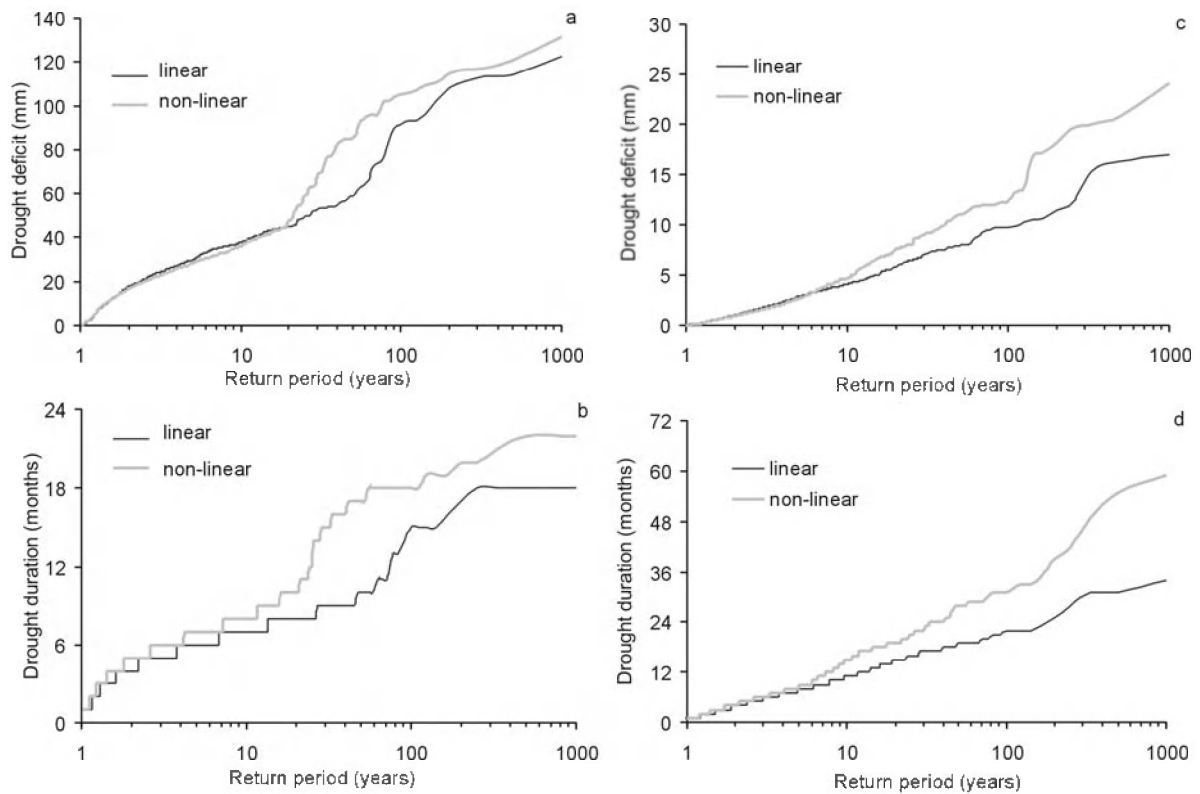 a
140
120
100
80
60
40
20
0
Drought deficit (mm)
linear
non-linear
1 10 100 1000
Return period (years)
c
30
25
20
15
10
5
0
Drought deficit (mm)
linear
non-linear
1 10 100 1000
Return period (years)
b
24
18
12
6
0
Drought duration (months)
linear
non-linear
1 10 100 1000
Return period (years)
d
72
60
48
36
24
12
0
Drought duration (months)
linear
non-linear
1 10 100 1000
Return period (years)